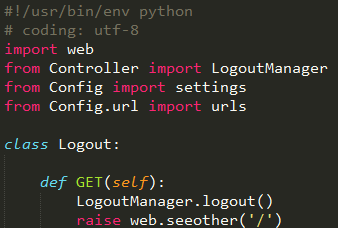 #!/usr/bin/env python
# coding: utf-8
import web
from Controller import LogoutManager
from Config import settings
from Config.url import urls
class Logout:
def GET(self):
LogoutManager.logout()
raise web.seeother('/')